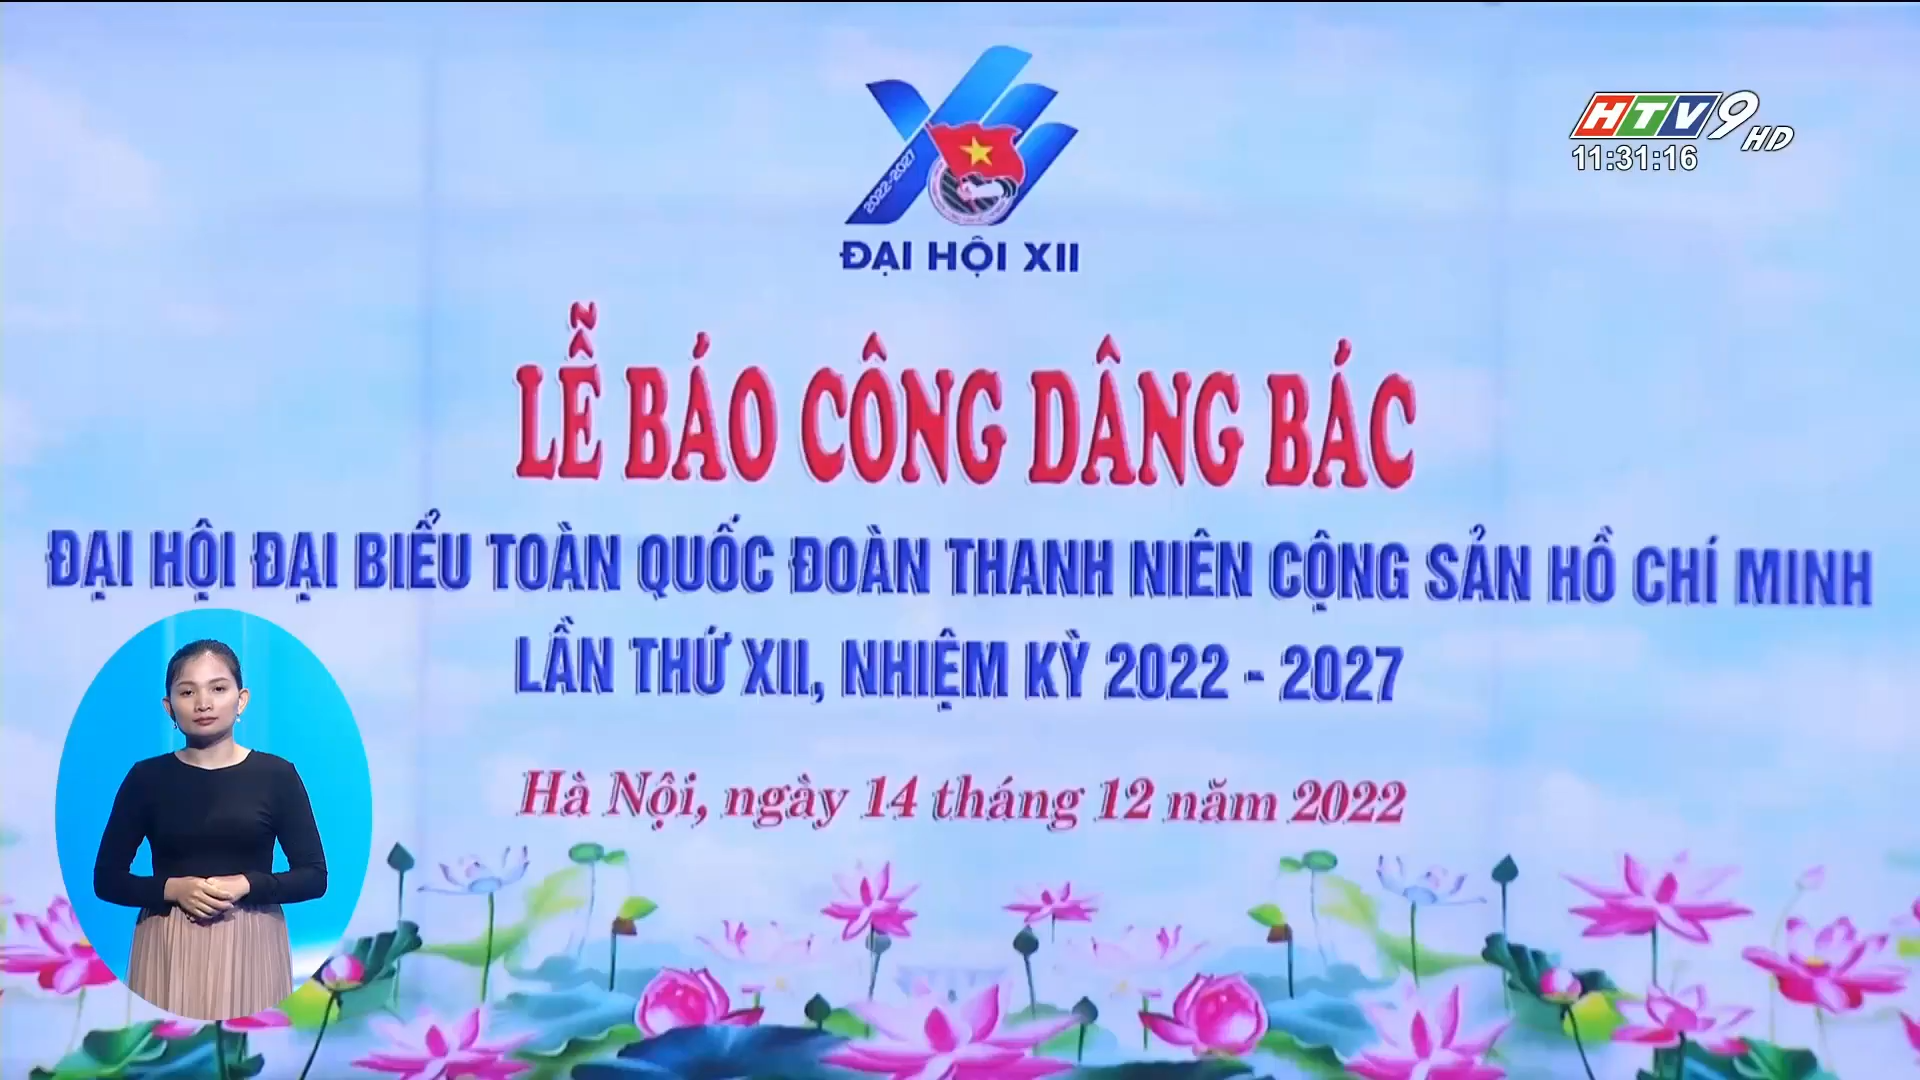 HTV9 HD
11:31:16
2022-2027
ĐẠI HỘI XII
LỄ BÁO CÔNG DÂNG BÁC
ĐẠI HỘI ĐẠI BIỂU TOÀN QUỐC ĐOÀN THANH NIÊN CỘNG SẢN HỒ CHÍ MINH
LẦN THỨ XII, NHIỆM KỲ 2022 - 2027
Hà Nội, ngày 14 tháng 12 năm 2022